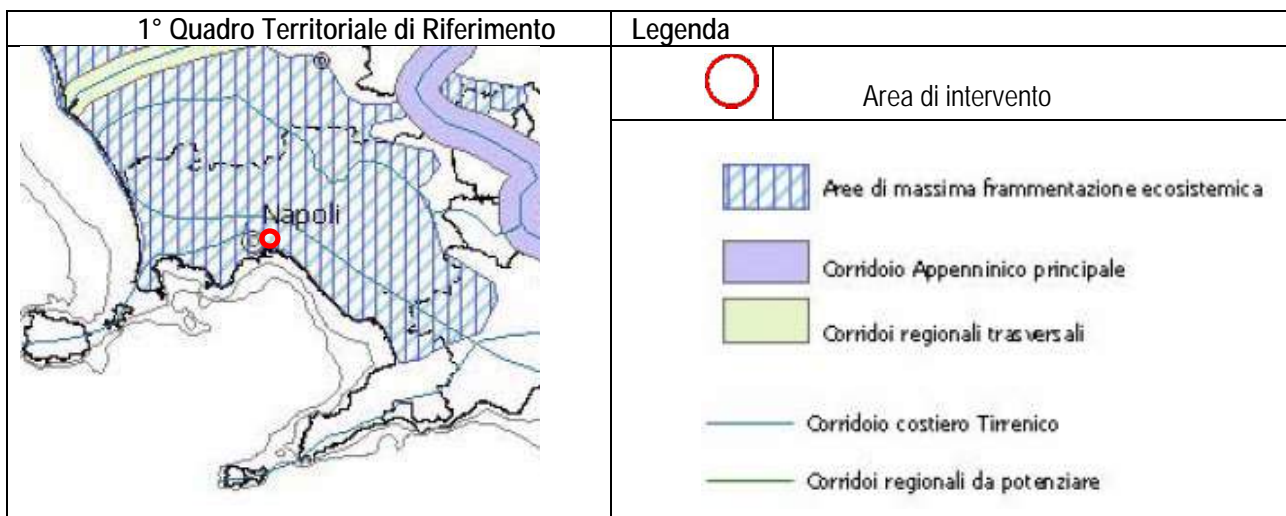 1° Quadro Territoriale di Riferimento
Legenda
Napoli
Area di intervento
Aree di massima frammentazione ecosistemica
Corridoio Appenninico principale
Corridoi regionali trasversali
Corridoio costiero Tirrenico
Corridoi regionali da potenziare